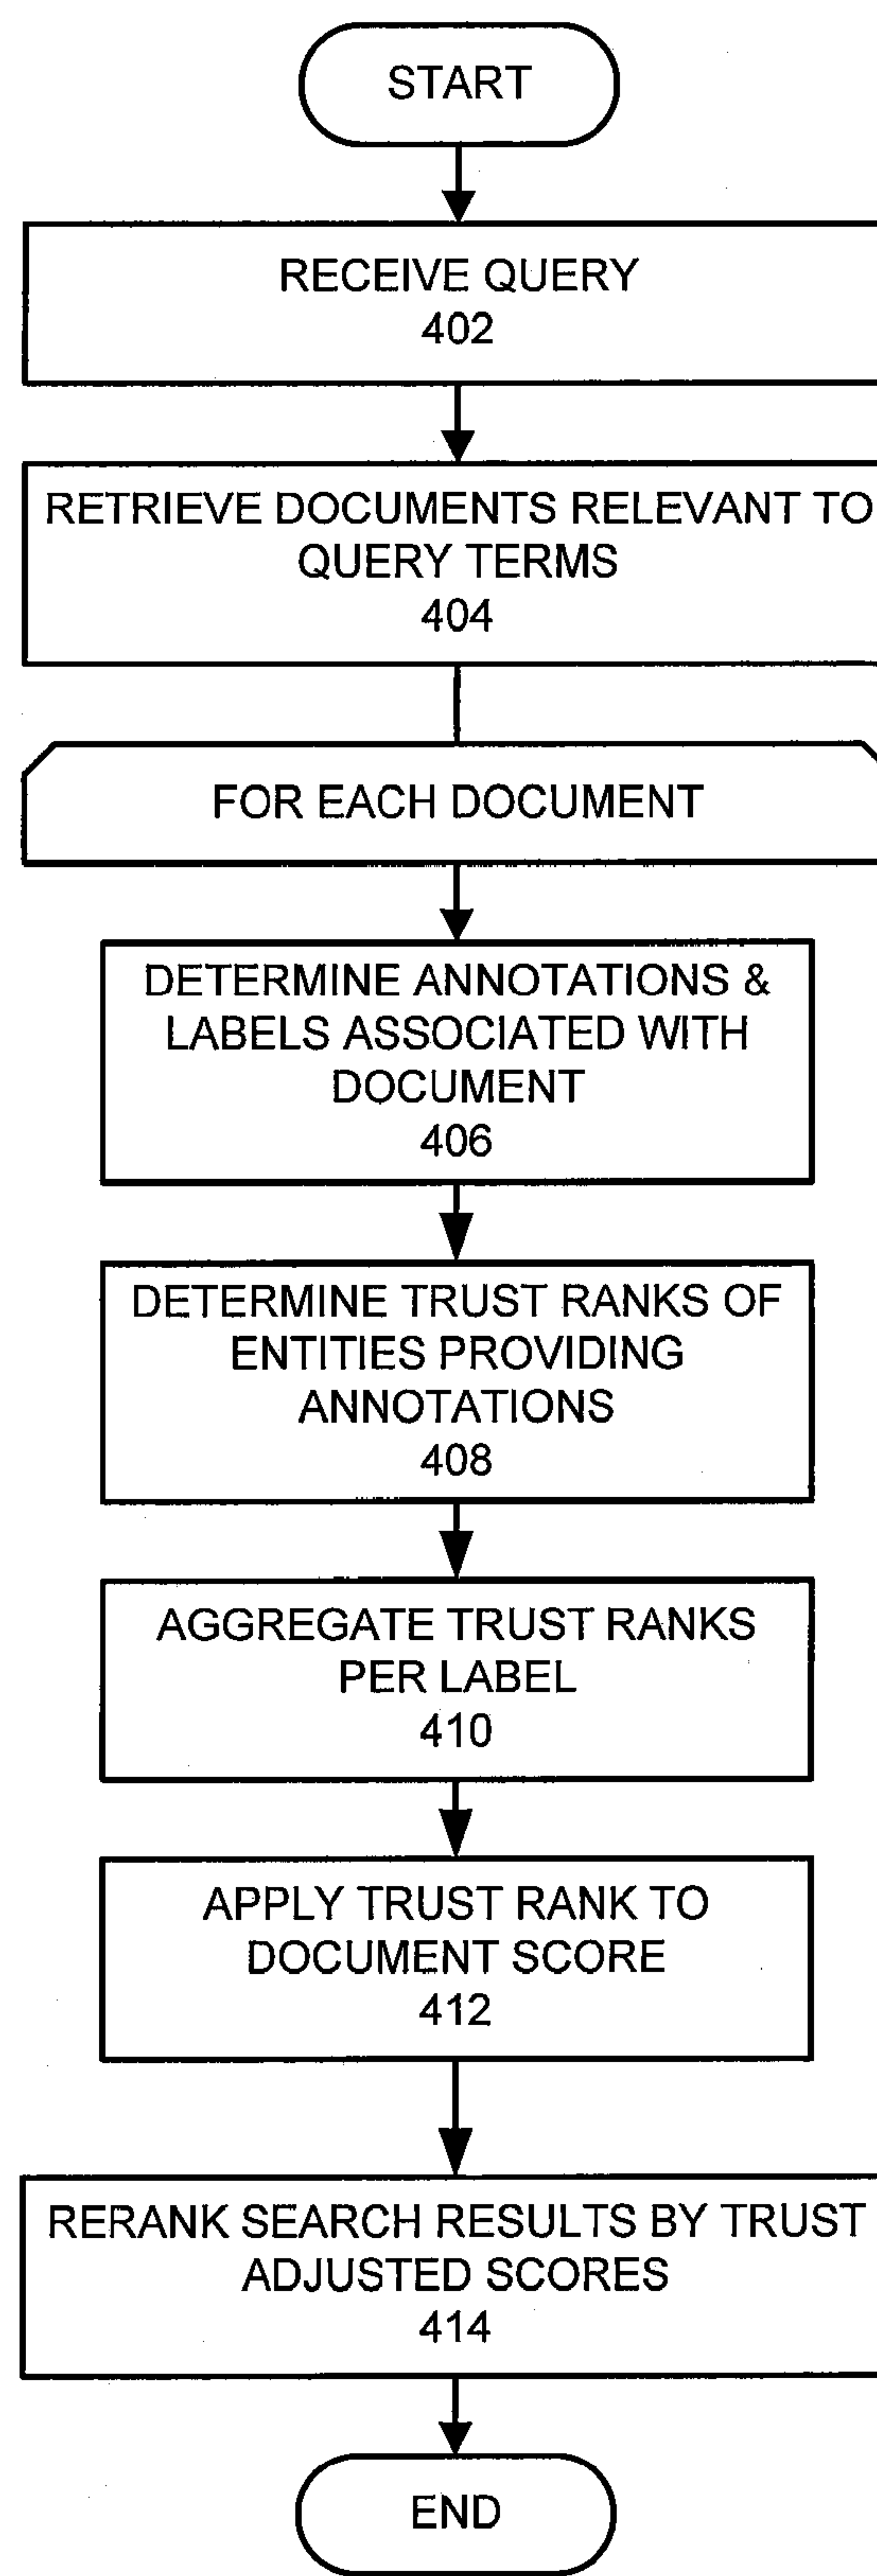 START
RECEIVE QUERY
402
RETRIEVE DOCUMENTS RELEVANT TO
QUERY TERMS
404
FOR EACH DOCUMENT
DETERMINE ANNOTATIONS &
LABELS ASSOCIATED WITH
DOCUMENT
406
DETERMINE TRUST RANKS OF
ENTITIES PROVIDING
ANNOTATIONS
408
AGGREGATE TRUST RANKS
PER LABEL
410
APPLY TRUST RANK TO
DOCUMENT SCORE
412
RERANK SEARCH RESULTS BY TRUST
ADJUSTED SCORES
414
END